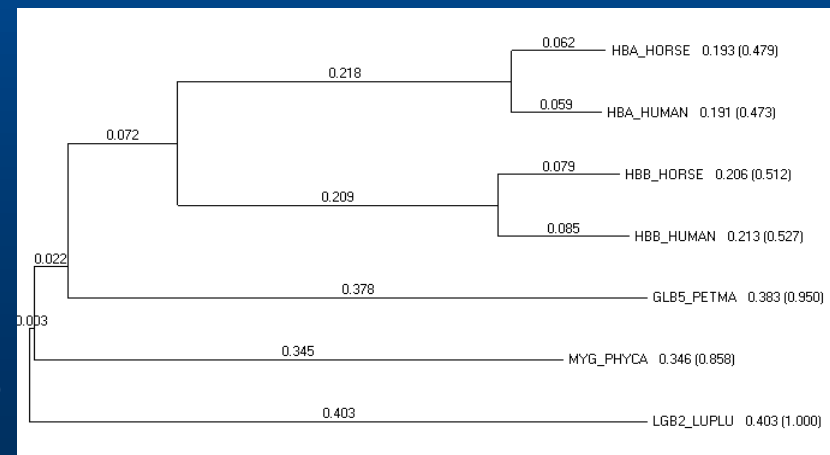 0.062
HBA_HORSE 0.193 (0.479)
0.218
0.059
HBA_HUMAN 0.191 (0.473)
0.072
0.079
HBB_HORSE 0.206 (0.512)
0.209
0.085
HBB_HUMAN 0.213 (0.527)
0.022
0.378
GLB5_PETMA 0.383 (0.950)
0.003
0.345
MYG_PHYCA 0.346 (0.858)
0.403
LGB2_LUPLU 0.403 (1.000)